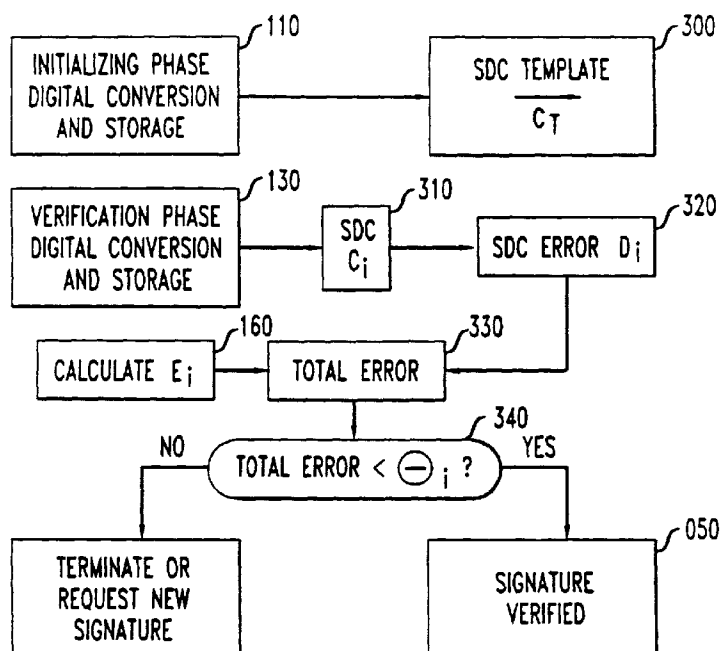 110
INITIALIZING PHASE
DIGITAL CONVERSION
AND STORAGE
300
SDC TEMPLATE
C_T
130
VERIFICATION PHASE
DIGITAL CONVERSION
AND STORAGE
310
SDC
C_i
320
SDC ERROR D_i
160
CALCULATE E_i
330
TOTAL ERROR
340
NO
TOTAL ERROR < Θ_i ?
YES
TERMINATE OR
REQUEST NEW
SIGNATURE
050
SIGNATURE
VERIFIED